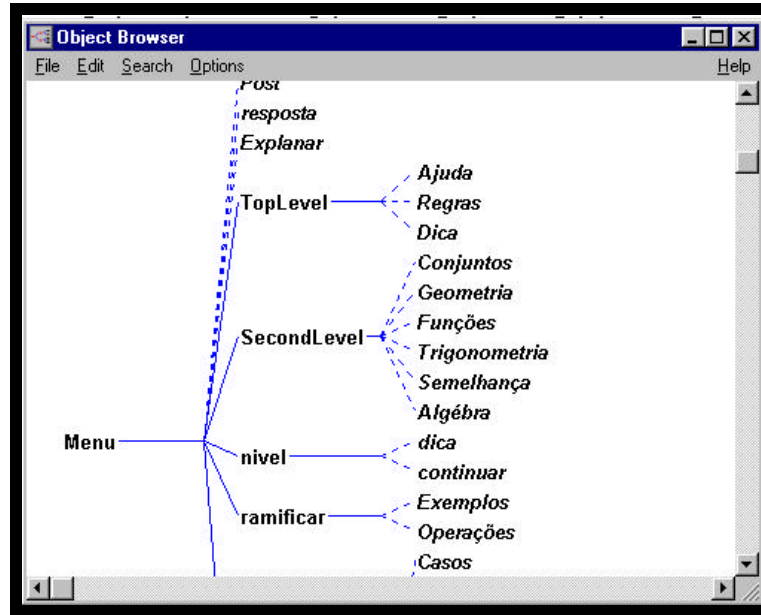 Object Browser
File Edit Search Options Help
Post
resposta
Explanar
TopLevel
Ajuda
Regras
Dica
SecondLevel
Conjuntos
Geometria
Funções
Trigonometria
Semelhança
Algébra
Menu
nivel
dica
continuar
ramificar
Exemplos
Operações
Casos